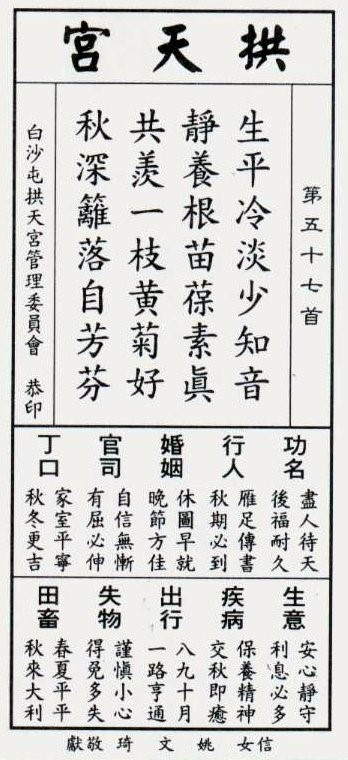 拱天宮
第五十七首
生平冷淡少知音
靜養根苗葆素眞
共羨一枝黄菊好
秋深籬落自芳芬
白沙屯拱天宮管理委員會　恭印
功名
盡人待天
後福耐久
行人
雁足傳書
秋期必到
婚姻
休圖早就
晚節方佳
官司
自信無慚
有屈必伸
丁口
家室平寧
秋冬更吉
生意
安心靜守
利息必多
疾病
保養精神
交秋即癒
出行
八九十月
一路亨通
失物
謹慎小心
得免多失
田畜
春夏平平
秋來大利
信女　姚文琦　敬獻